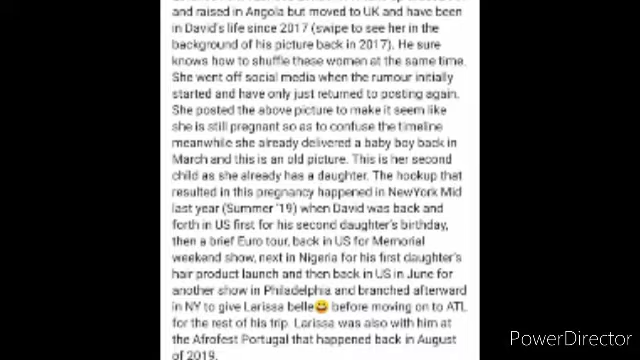 and raised in Angola but moved to UK and have been
in David's life since 2017 (swipe to see her in the
background of his picture back in 2017). He sure
knows how to shuffle these women at the same time.
She went off social media when the rumour initially
started and have only just returned to posting again.
She posted the above picture to make it seem like
she is still pregnant so as to confuse the timeline
meanwhile she already delivered a baby boy back in
March and this is an old picture. This is her second
child as she already has a daughter. The hookup that
resulted in this pregnancy happened in NewYork Mid
last year (Summer '19) when David was back and
forth in US first for his second daughter's birthday,
then a brief Euro tour, back in US for Memorial
weekend show, next in Nigeria for his first daughter's
hair product launch and then back in US in June for
another show in Philadelphia and branched afterward
in NY to give Larissa belle😀 before moving on to ATL
for the rest of his trip. Larissa was also with him at
the Afrofest Portugal that happened back in August
of 2019.
PowerDirector